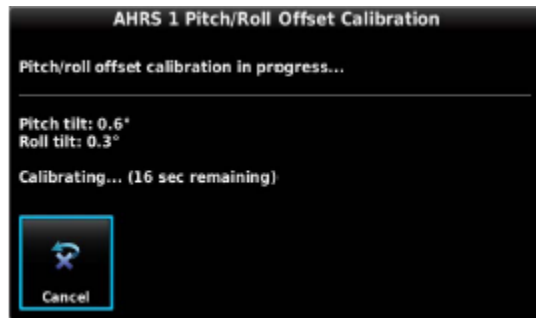 AHRS 1 Pitch/Roll Offset Calibration
Pitch/roll offset calibration in progress...
Pitch tilt: 0.6°
Roll tilt: 0.3°
Calibrating... (16 sec remaining)
Cancel